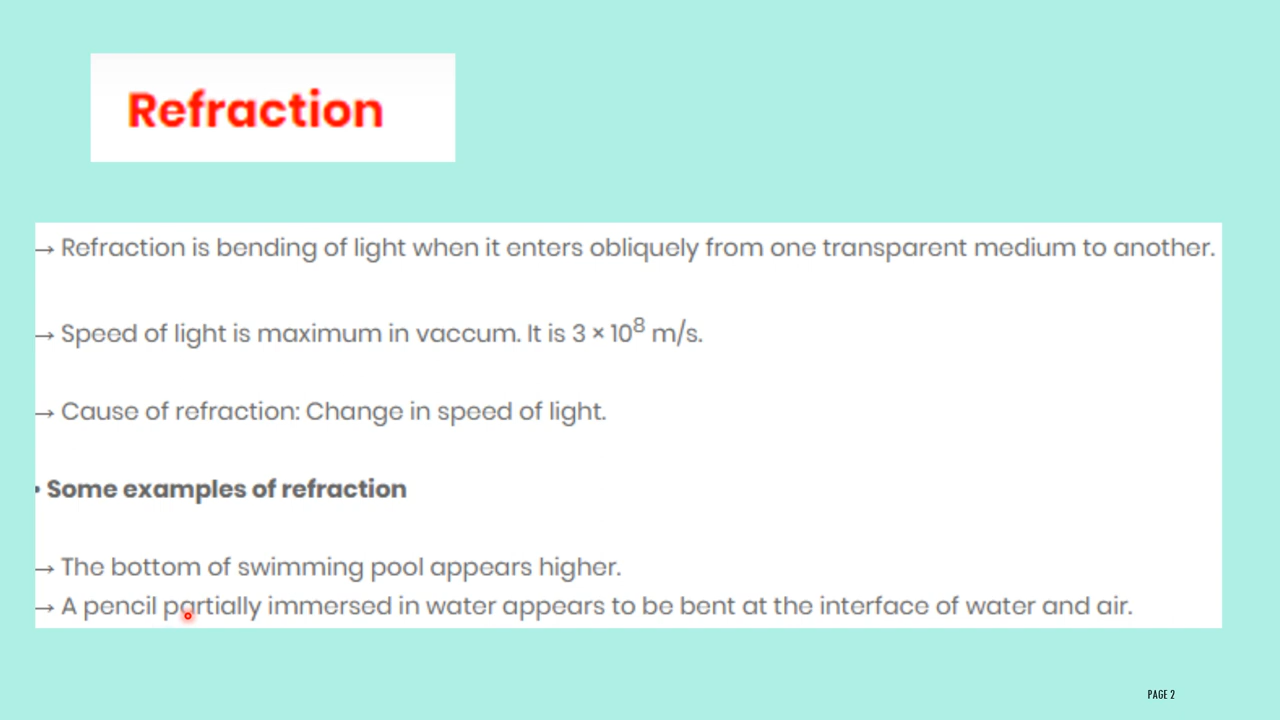 Refraction
→ Refraction is bending of light when it enters obliquely from one transparent medium to another.
→ Speed of light is maximum in vaccum. It is 3 × 10⁸ m/s.
→ Cause of refraction: Change in speed of light.
• Some examples of refraction
→ The bottom of swimming pool appears higher.
→ A pencil partially immersed in water appears to be bent at the interface of water and air.
PAGE 2